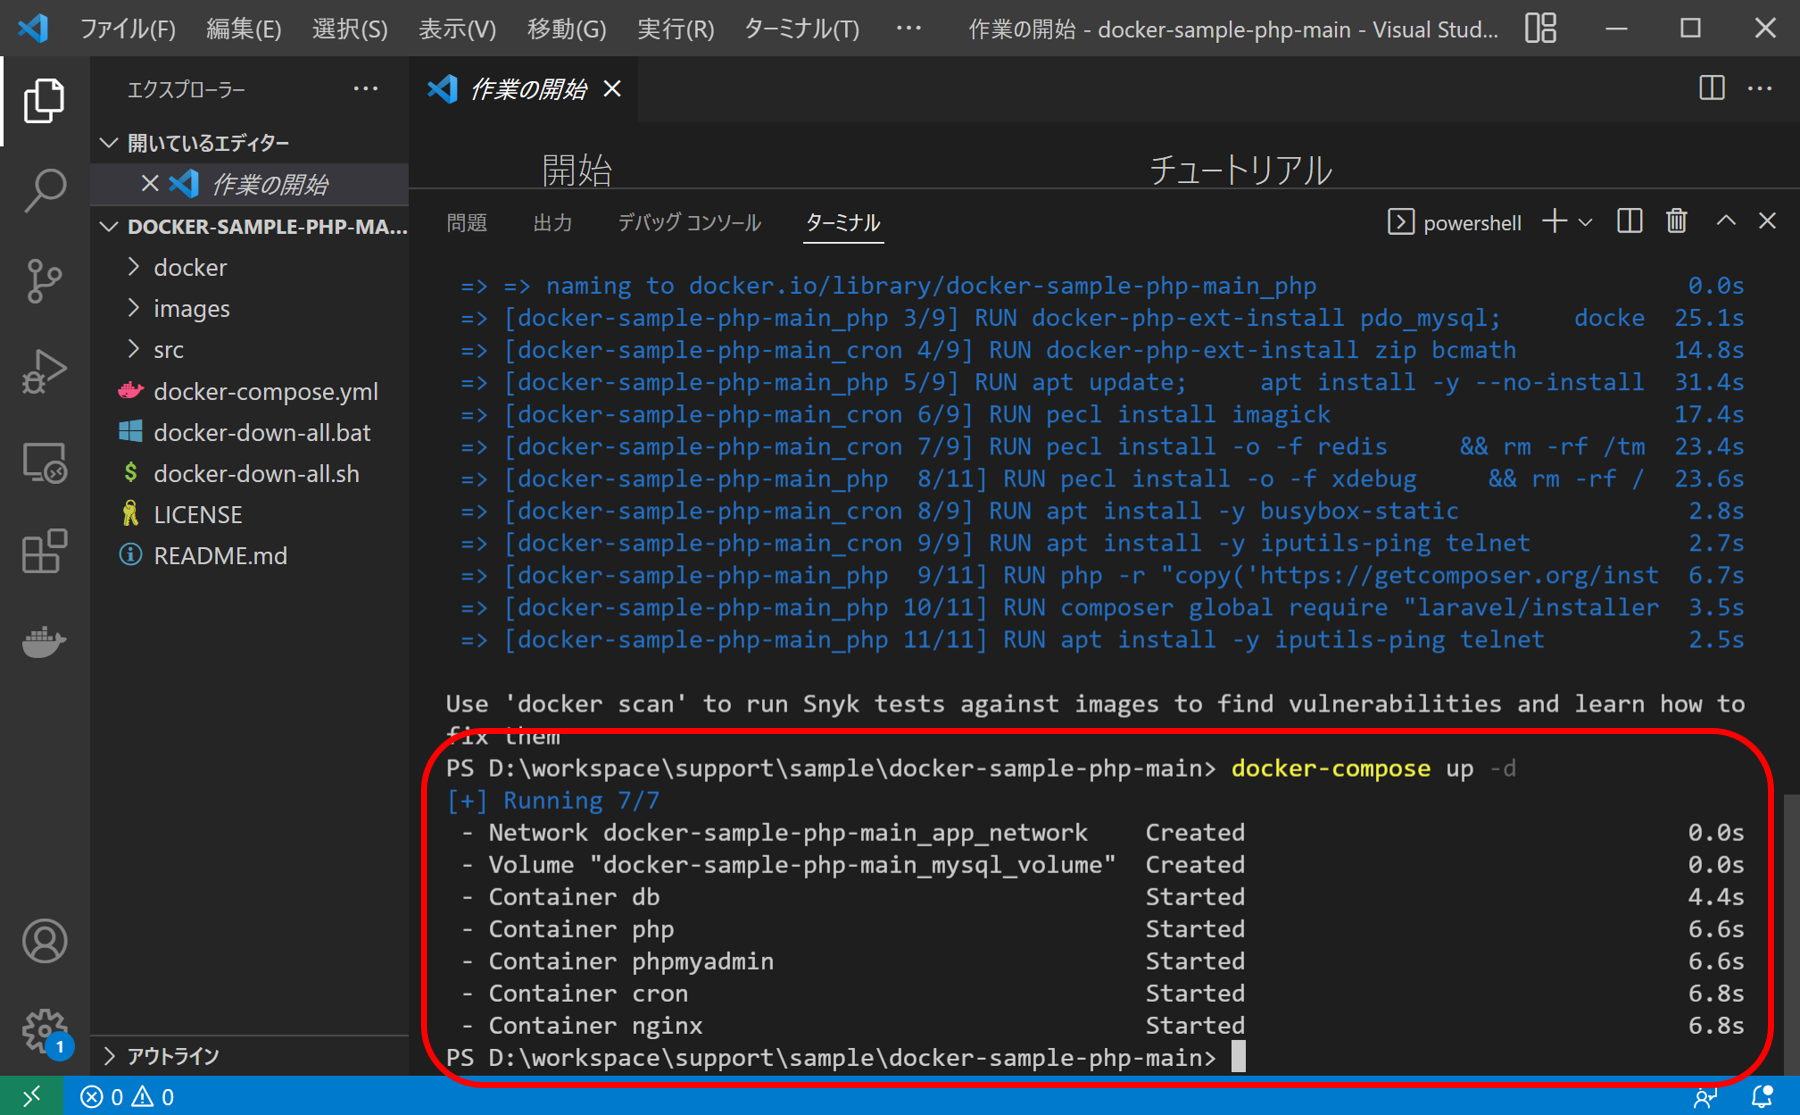 ファイル(F) 編集(E) 選択(S) 表示(V) 移動(G) 実行(R) ターミナル(T) ··· 作業の開始 - docker-sample-php-main - Visual Stud...
エクスプローラー ···
作業の開始
開いているエディター
作業の開始
DOCKER-SAMPLE-PHP-MA...
docker
images
src
docker-compose.yml
docker-down-all.bat
$ docker-down-all.sh
LICENSE
README.md
アウトライン
開始 チュートリアル
問題 出力 デバッグ コンソール ターミナル powershell
=> => naming to docker.io/library/docker-sample-php-main_php 0.0s
=> [docker-sample-php-main_php 3/9] RUN docker-php-ext-install pdo_mysql; docke 25.1s
=> [docker-sample-php-main_cron 4/9] RUN docker-php-ext-install zip bcmath 14.8s
=> [docker-sample-php-main_php 5/9] RUN apt update; apt install -y --no-install 31.4s
=> [docker-sample-php-main_cron 6/9] RUN pecl install imagick 17.4s
=> [docker-sample-php-main_cron 7/9] RUN pecl install -o -f redis && rm -rf /tm 23.4s
=> [docker-sample-php-main_php 8/11] RUN pecl install -o -f xdebug && rm -rf / 23.6s
=> [docker-sample-php-main_cron 8/9] RUN apt install -y busybox-static 2.8s
=> [docker-sample-php-main_cron 9/9] RUN apt install -y iputils-ping telnet 2.7s
=> [docker-sample-php-main_php 9/11] RUN php -r "copy('https://getcomposer.org/inst 6.7s
=> [docker-sample-php-main_php 10/11] RUN composer global require "laravel/installer 3.5s
=> [docker-sample-php-main_php 11/11] RUN apt install -y iputils-ping telnet 2.5s
Use 'docker scan' to run Snyk tests against images to find vulnerabilities and learn how to
fix them
PS D:\workspace\support\sample\docker-sample-php-main> docker-compose up -d
[+] Running 7/7
- Network docker-sample-php-main_app_network Created 0.0s
- Volume "docker-sample-php-main_mysql_volume" Created 0.0s
- Container db Started 4.4s
- Container php Started 6.6s
- Container phpmyadmin Started 6.6s
- Container cron Started 6.8s
- Container nginx Started 6.8s
PS D:\workspace\support\sample\docker-sample-php-main>
1
0 0